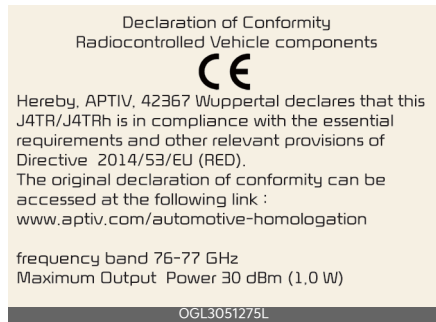 Declaration of Conformity
Radiocontrolled Vehicle components
CE
Hereby, APTIV, 42367 Wuppertal declares that this
J4TR/J4TRh is in compliance with the essential
requirements and other relevant provisions of
Directive 2014/53/EU (RED).
The original declaration of conformity can be
accessed at the following link :
www.aptiv.com/automotive-homologation
frequency band 76-77 GHz
Maximum Output Power 30 dBm (1,0 W)
OGL3051275L